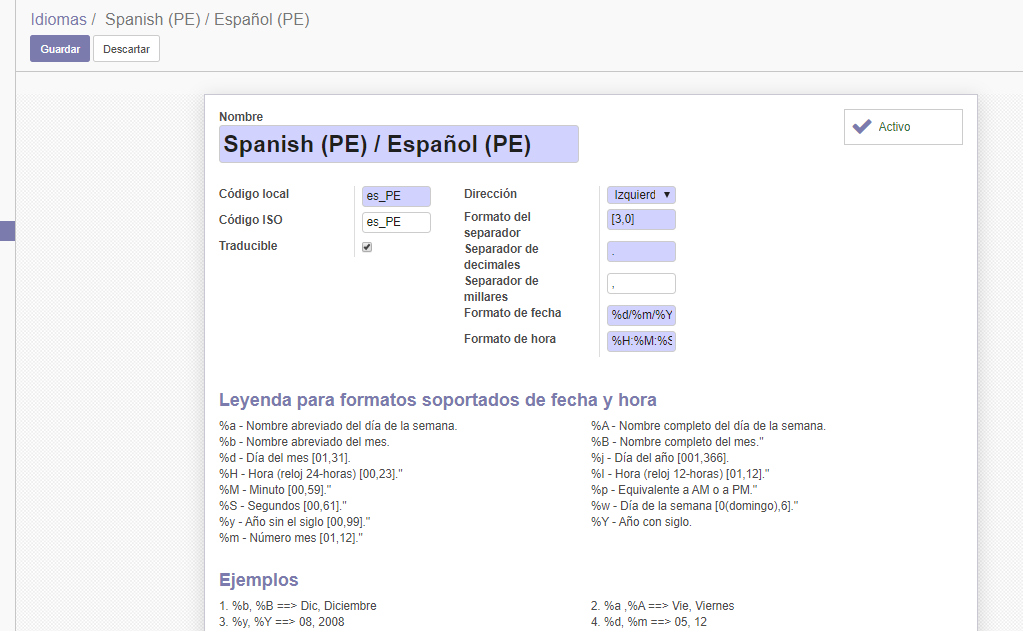 Idiomas / Spanish (PE) / Español (PE)
Guardar Descartar
Nombre
Spanish (PE) / Español (PE)
Activo
Código local es_PE
Código ISO es_PE
Traducible
Dirección Izquierd
Formato del
separador
[3,0]
Separador de
decimales
.
Separador de
millares
,
Formato de fecha %d/%m/%Y
Formato de hora %H:%M:%S
Leyenda para formatos soportados de fecha y hora
%a - Nombre abreviado del día de la semana.
%b - Nombre abreviado del mes.
%d - Día del mes [01,31].
%H - Hora (reloj 24-horas) [00,23]."
%M - Minuto [00,59]."
%S - Segundos [00,61]."
%y - Año sin el siglo [00,99]."
%m - Número mes [01,12]."
%A - Nombre completo del día de la semana.
%B - Nombre completo del mes."
%j - Día del año [001,366].
%I - Hora (reloj 12-horas) [01,12]."
%p - Equivalente a AM o a PM."
%w - Día de la semana [0(domingo),6]."
%Y - Año con siglo.
Ejemplos
1. %b, %B ==> Dic, Diciembre
2. %a ,%A ==> Vie, Viernes
3. %y, %Y ==> 08, 2008
4. %d, %m ==> 05, 12